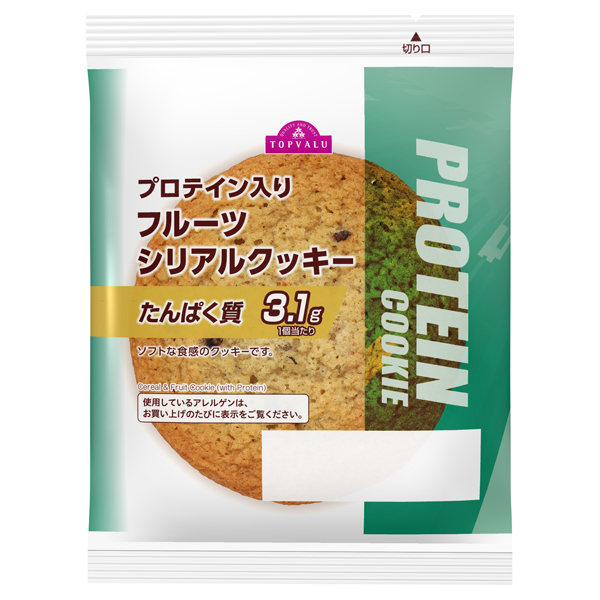 切り口
QUALITY AND TRUST
TOPVALU
プロテイン入り
フルーツ
シリアルクッキー
たんぱく質 3.1g
1個当たり
ソフトな食感のクッキーです。
Cereal & Fruit Cookie (with Protein)
使用しているアレルゲンは、
お買い上げのたびに表示をご覧ください。
PROTEIN
COOKIE